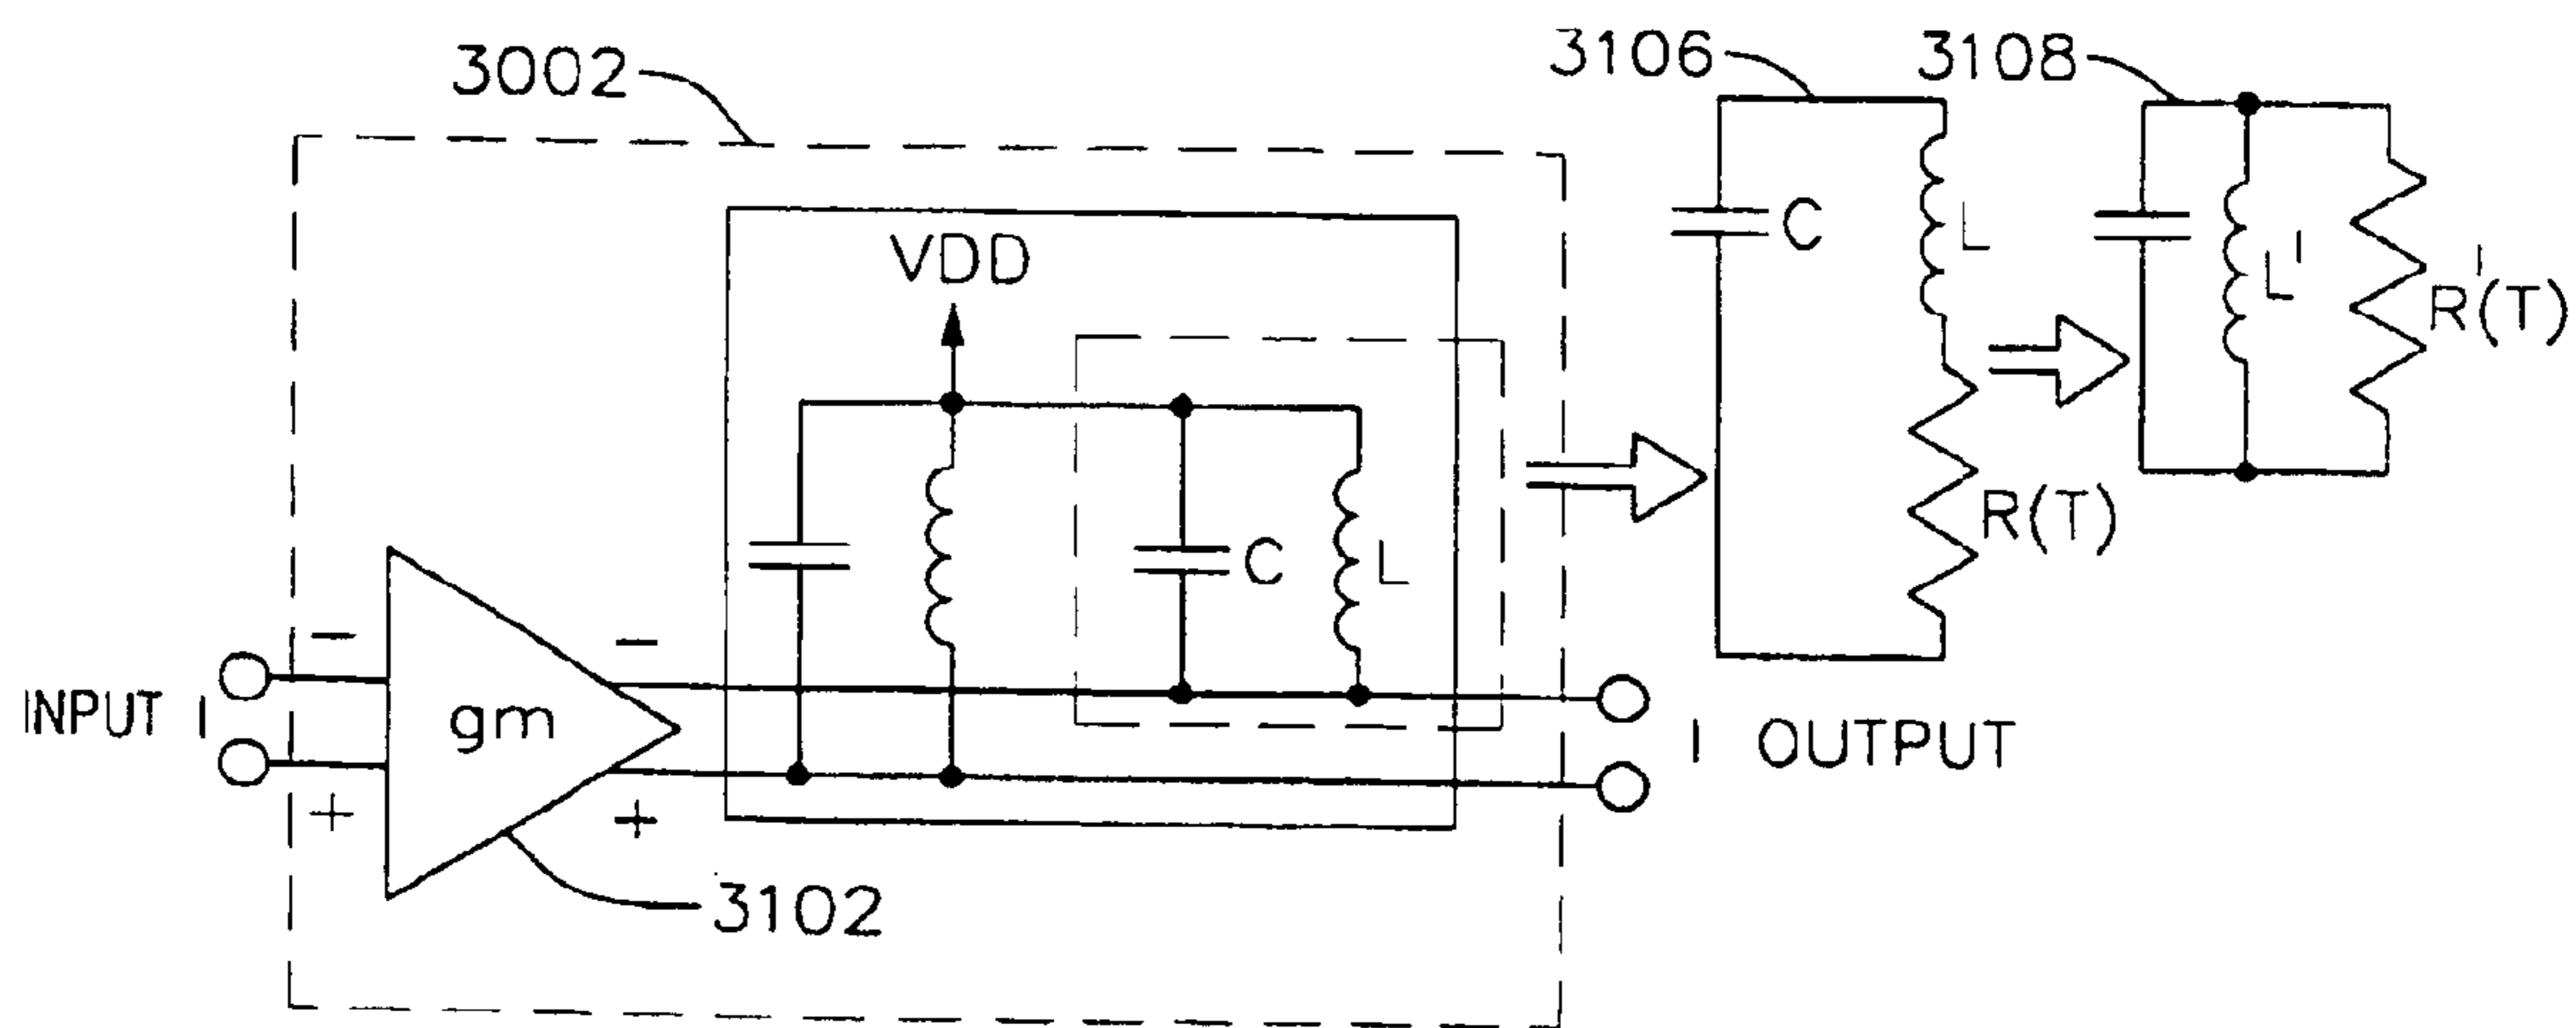 3002
3106
3108
VDD
C
L
L'
R'(T)
C
L
R(T)
−
−
gm
INPUT I
I OUTPUT
+
+
3102